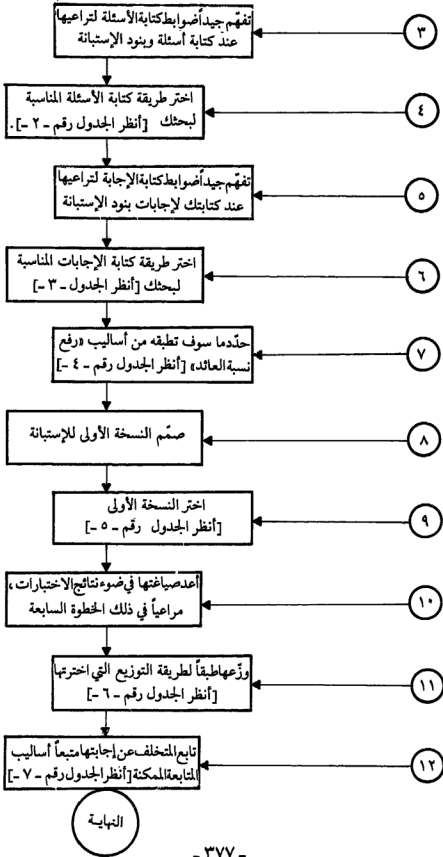 تفهّم جيداً ضوابط كتابة الأسئلة لتراعيها
عند كتابة أسئلة وبنود الإستبانة
٣
اختر طريقة كتابة الأسئلة المناسبة
لبحثك [أنظر الجدول رقم - ٢ -].
٤
تفهّم جيداً ضوابط كتابة الإجابة لتراعيها
عند كتابتك لإجابات بنود الإستبانة
٥
اختر طريقة كتابة الإجابات المناسبة
لبحثك [أنظر الجدول - ٣ -]
٦
حدّد ما سوف تطبقه من أساليب «رفع
نسبة العائد» [أنظر الجدول رقم - ٤ -]
٧
صمّم النسخة الأولى للإستبانة
٨
اختر النسخة الأولى
[أنظر الجدول رقم - ٥ -]
٩
أعد صياغتها في ضوء نتائج الاختبارات،
مراعياً في ذلك الخطوة السابعة
١٠
وزّعها طبقاً لطريقة التوزيع التي اخترتها
[أنظر الجدول رقم - ٦ -]
١١
تابع المتخلف عن إجابتها متبعاً أساليب
المتابعة الممكنة [أنظر الجدول رقم - ٧ -]
١٢
النهاية
- ٣٧٧ -